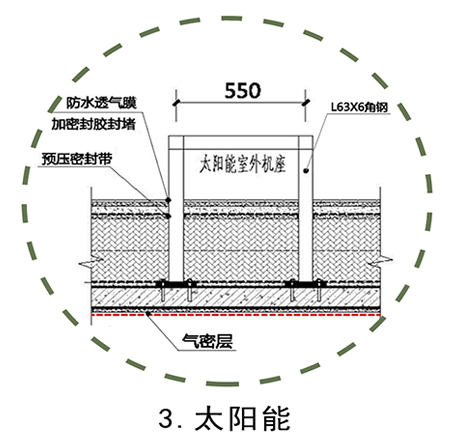 550
防水透气膜
加密封胶封堵
L63X6角钢
预压密封带
太阳能室外机座
气密层
3. 太阳能